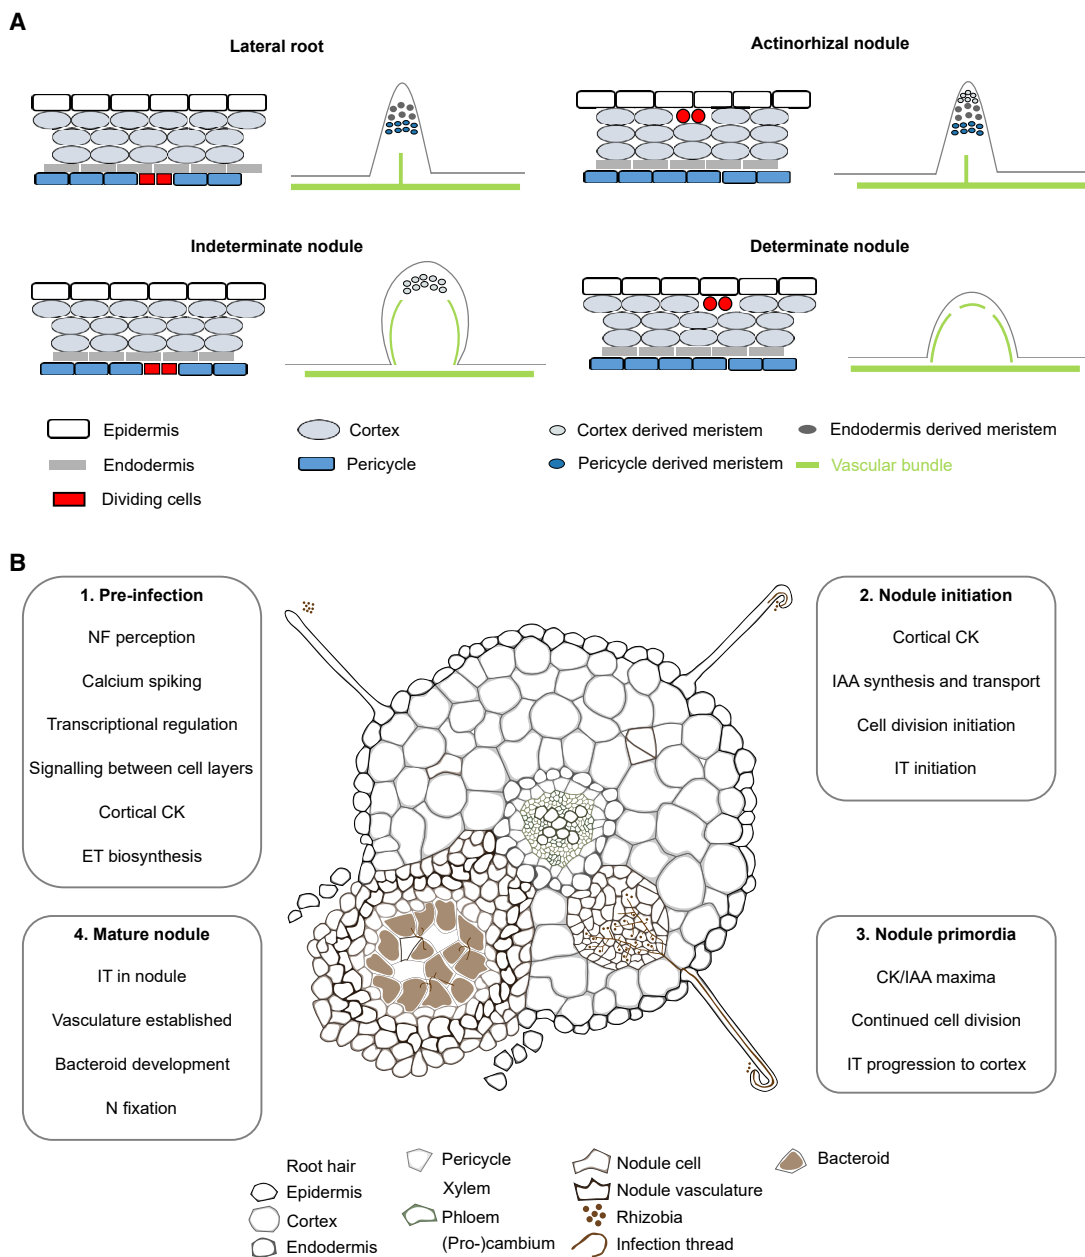 A
Lateral root
Actinorhizal nodule
Indeterminate nodule
Determinate nodule
Epidermis
Cortex
Cortex derived meristem
Endodermis derived meristem
Endodermis
Pericycle
Pericycle derived meristem
Vascular bundle
Dividing cells
B
1. Pre-infection
NF perception
Calcium spiking
Transcriptional regulation
Signalling between cell layers
Cortical CK
ET biosynthesis
2. Nodule initiation
Cortical CK
IAA synthesis and transport
Cell division initiation
IT initiation
4. Mature nodule
IT in nodule
Vasculature established
Bacteroid development
N fixation
3. Nodule primordia
CK/IAA maxima
Continued cell division
IT progression to cortex
Root hair
Epidermis
Cortex
Endodermis
Pericycle
Xylem
Phloem
(Pro-)cambium
Nodule cell
Nodule vasculature
Rhizobia
Infection thread
Bacteroid